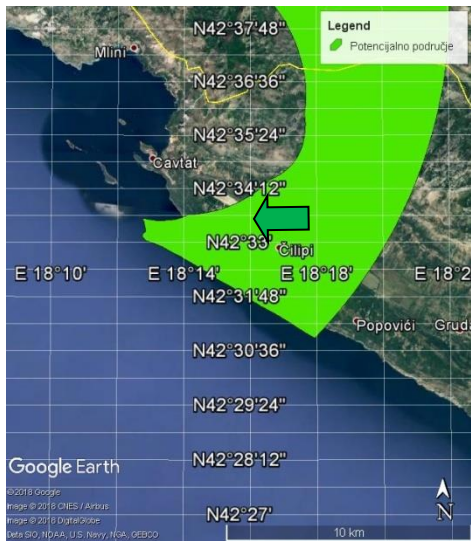 Legend
Potencijalno područje
N42°37'48"
Mlini
N42°36'36"
N42°35'24"
Cavtat
N42°34'12"
N42°33'
Čilipi
E 18°10'
E 18°14'
E 18°18'
E 18°2
N42°31'48"
Popovići
Gruda
N42°30'36"
N42°29'24"
Google Earth
N42°28'12"
©2018 Google
Image © 2018 CNES / Airbus
Image © 2018 DigitalGlobe
Data SIO, NOAA, U.S. Navy, NGA, GEBCO
N42°27'
N
10 km